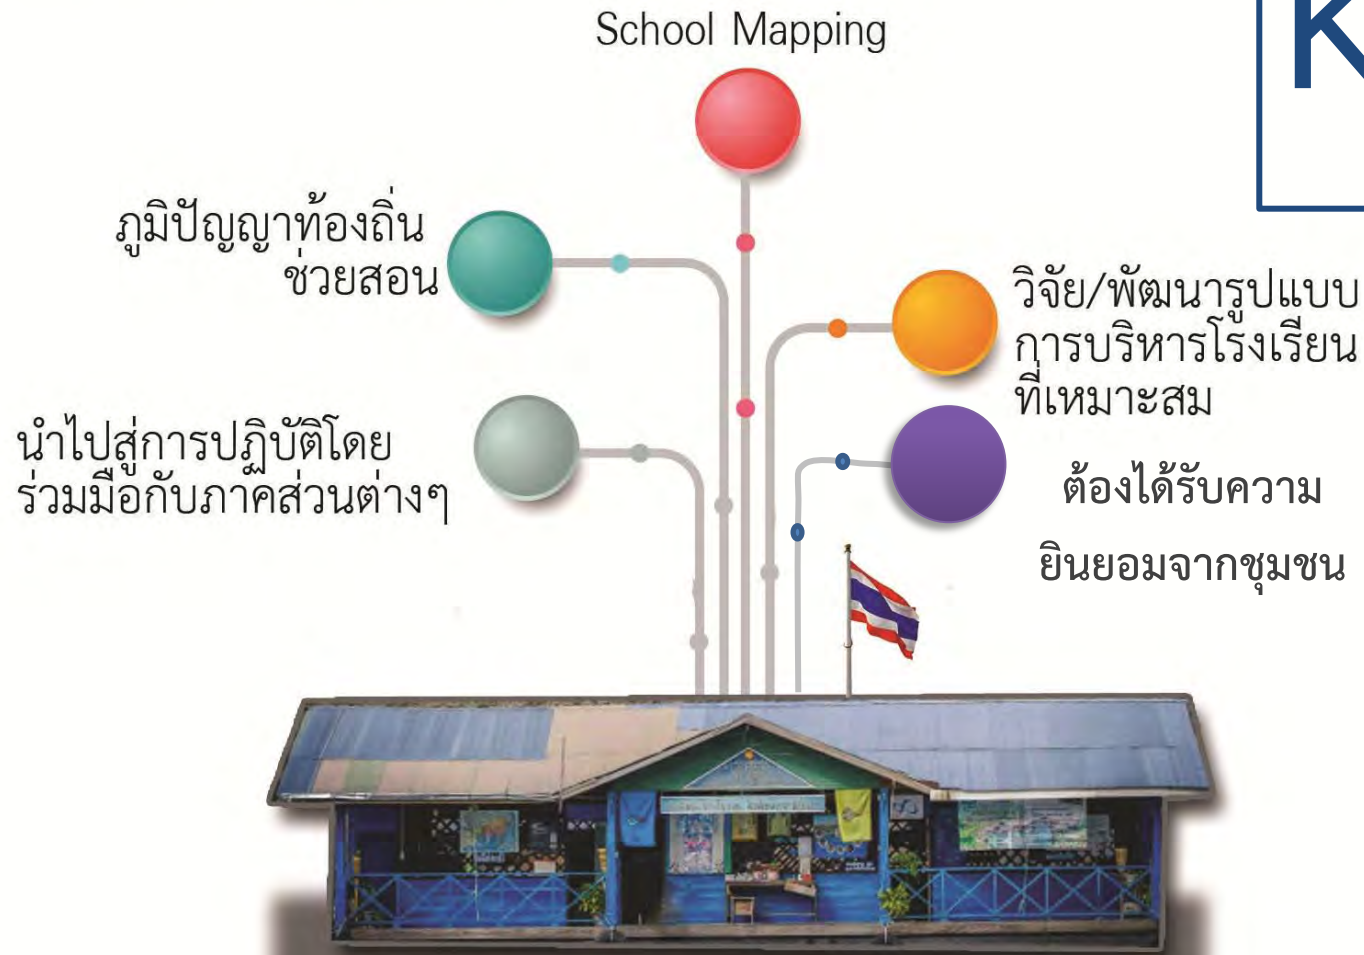 School Mapping
K
ภูมิปัญญาท้องถิ่น
ช่วยสอน
วิจัย/พัฒนารูปแบบ
การบริหารโรงเรียน
ที่เหมาะสม
นำไปสู่การปฏิบัติโดย
ร่วมมือกับภาคส่วนต่างๆ
ต้องได้รับความ
ยินยอมจากชุมชน